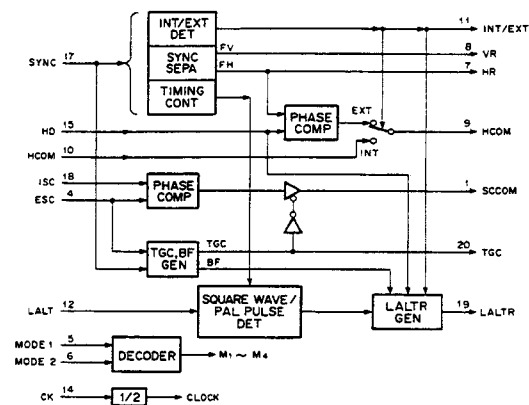 INT/EXT DET
11 INT/EXT
FV 8 VR
SYNC 17
SYNC SEPA
FH 7 HR
TIMING CONT
EXT
HD 15
PHASE COMP
9 HCOM
HCOM 10
INT
ISC 18
PHASE COMP
1 SCCOM
ESC 4
TGC, BF GEN
TGC
20 TGC
BF
LALT 12
SQUARE WAVE/ PAL PULSE DET
LALTR GEN
19 LALTR
MODE 1 5
MODE 2 6
DECODER
M1 ~ M4
CK 14
1/2
CLOCK